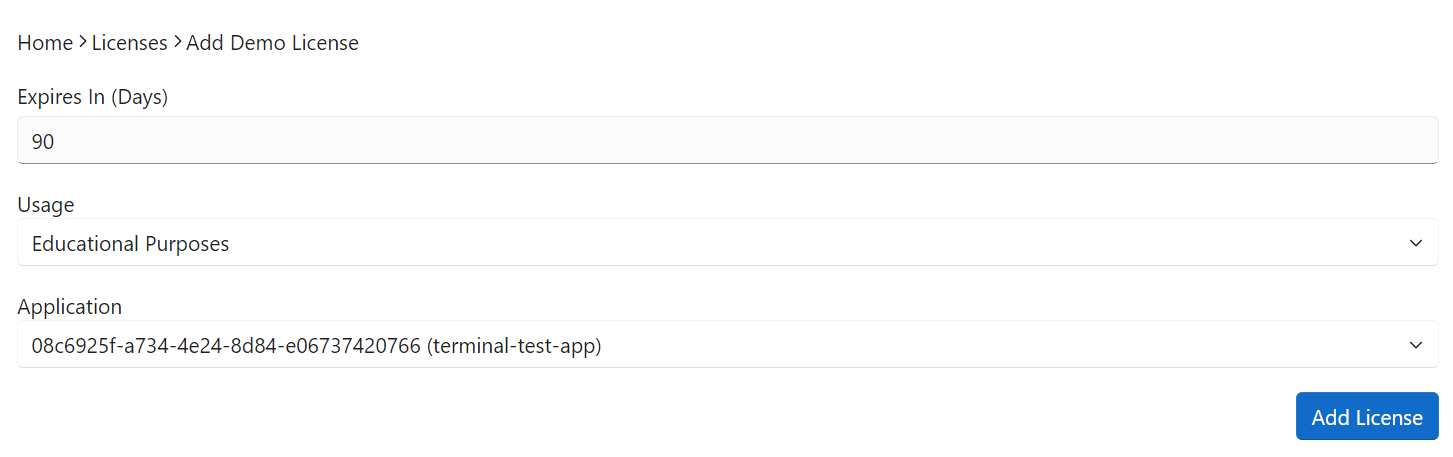 Home > Licenses > Add Demo License
Expires In (Days)
90
Usage
Educational Purposes
Application
08c6925f-a734-4e24-8d84-e06737420766 (terminal-test-app)
Add License